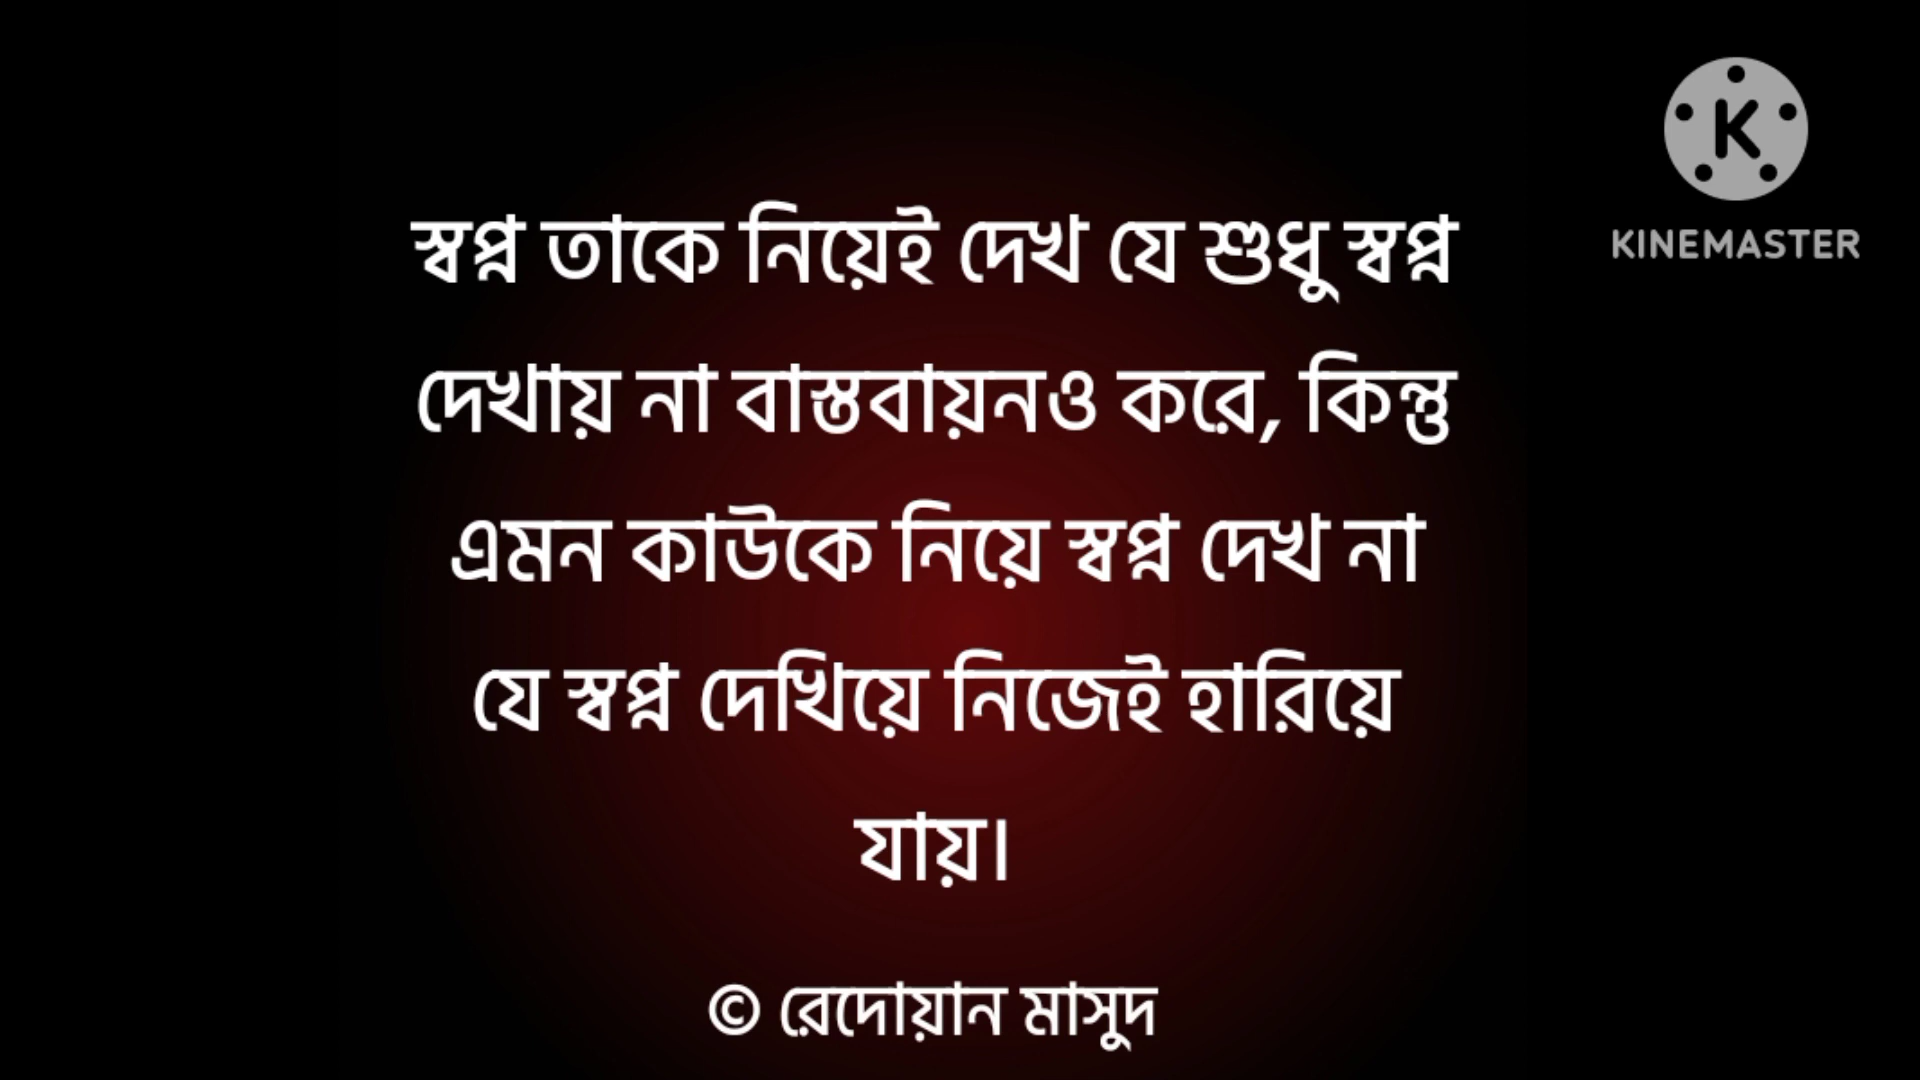 স্বপ্ন তাকে নিয়েই দেখ যে শুধু স্বপ্ন
দেখায় না বাস্তবায়নও করে, কিন্তু
এমন কাউকে নিয়ে স্বপ্ন দেখ না
যে স্বপ্ন দেখিয়ে নিজেই হারিয়ে
যায়।
© রেদোয়ান মাসুদ
K
KINEMASTER